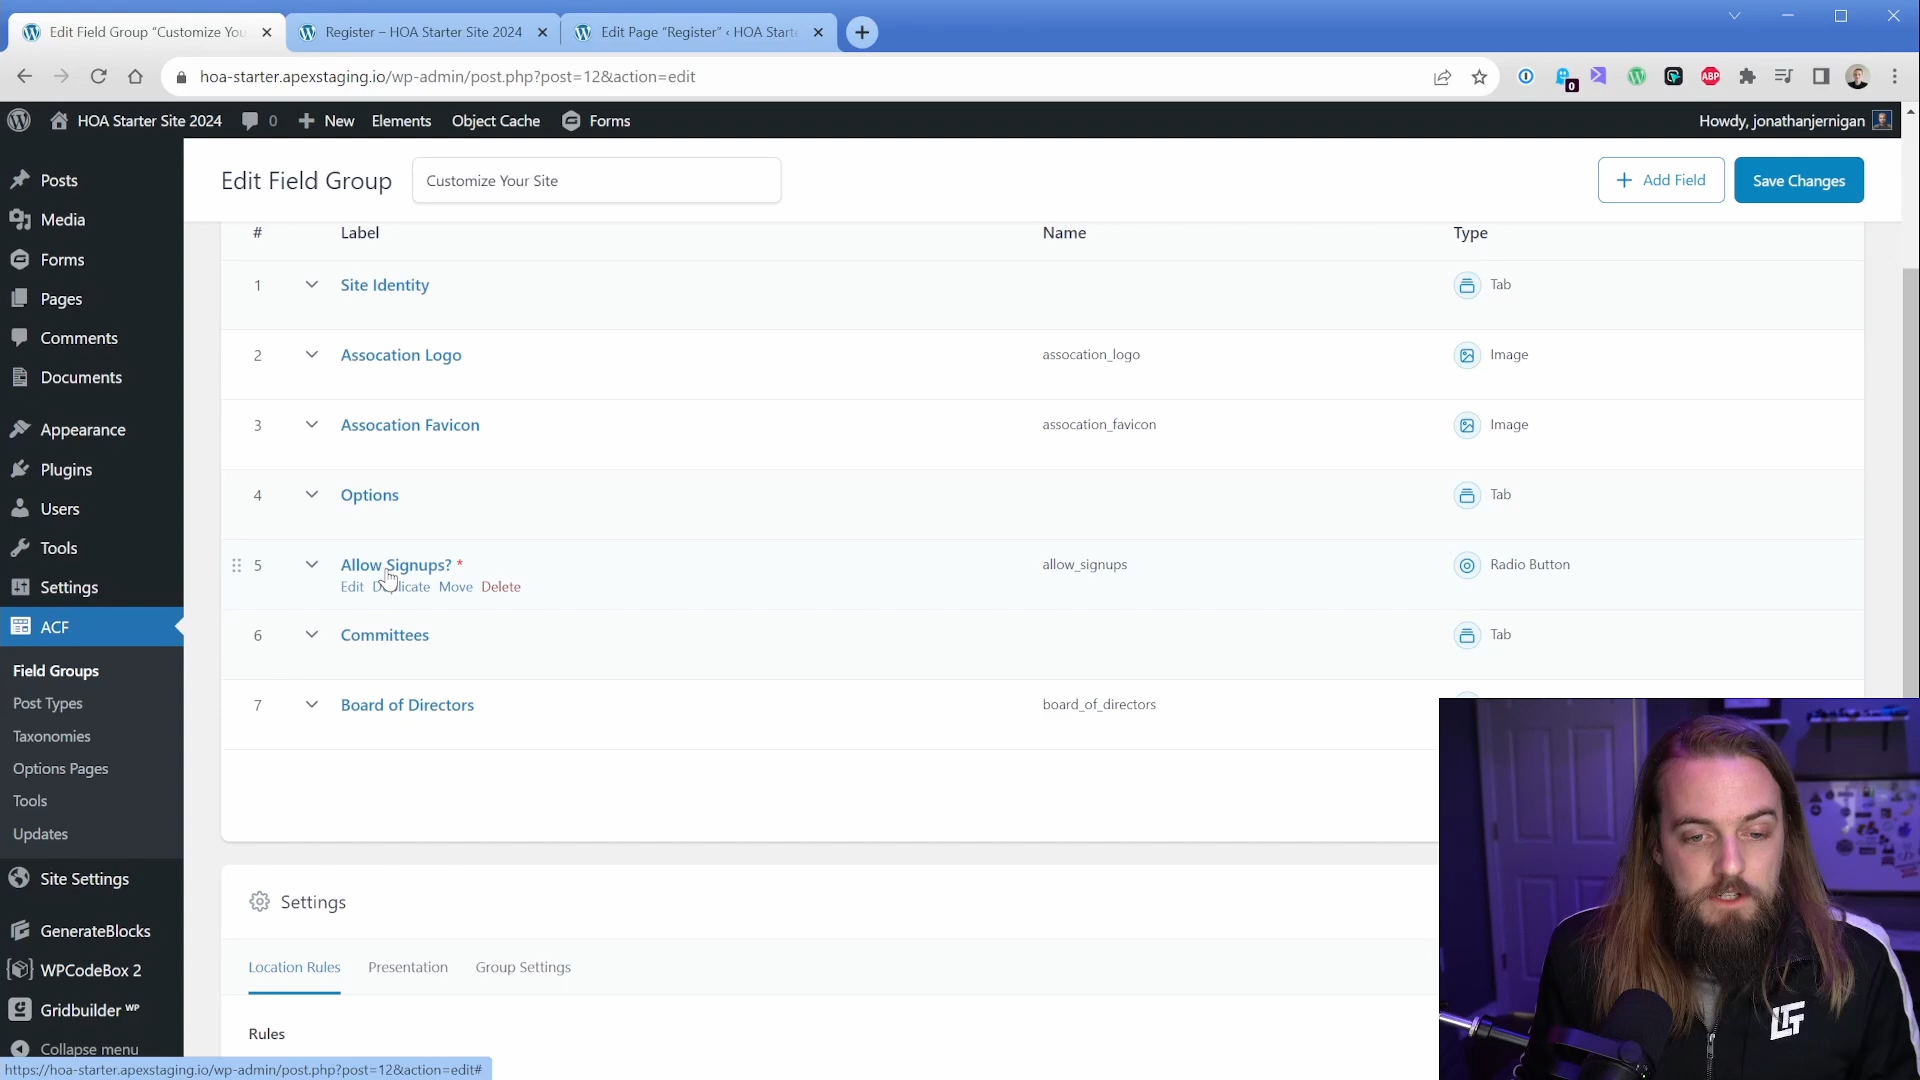 Edit Field Group "Customize You
Register – HOA Starter Site 2024
Edit Page "Register" ‹ HOA Starte
hoa-starter.apexstaging.io/wp-admin/post.php?post=12&action=edit
0
ABP
HOA Starter Site 2024
0
New
Elements
Object Cache
Forms
Howdy, jonathanjernigan
Posts
Media
Forms
Pages
Comments
Documents
Appearance
Plugins
Users
Tools
Settings
ACF
Field Groups
Post Types
Taxonomies
Options Pages
Tools
Updates
Site Settings
GenerateBlocks
WPCodeBox 2
Gridbuilder WP
Collapse menu
Edit Field Group
Customize Your Site
+ Add Field
Save Changes
# Label Name Type
1 Site Identity Tab
2 Assocation Logo assocation_logo Image
3 Assocation Favicon assocation_favicon Image
4 Options Tab
5 Allow Signups? * allow_signups Radio Button
Edit Duplicate Move Delete
6 Committees Tab
7 Board of Directors board_of_directors
Settings
Location Rules Presentation Group Settings
Rules
https://hoa-starter.apexstaging.io/wp-admin/post.php?post=12&action=edit#